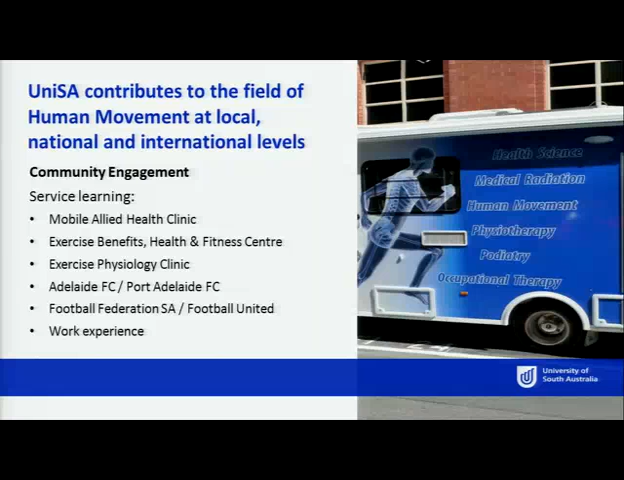 UniSA contributes to the field of
Human Movement at local,
national and international levels
Community Engagement
Service learning:
• Mobile Allied Health Clinic
• Exercise Benefits, Health & Fitness Centre
• Exercise Physiology Clinic
• Adelaide FC / Port Adelaide FC
• Football Federation SA / Football United
• Work experience
Health Science
Medical Radiation
Human Movement
Physiotherapy
Podiatry
Occupational Therapy
University of
South Australia